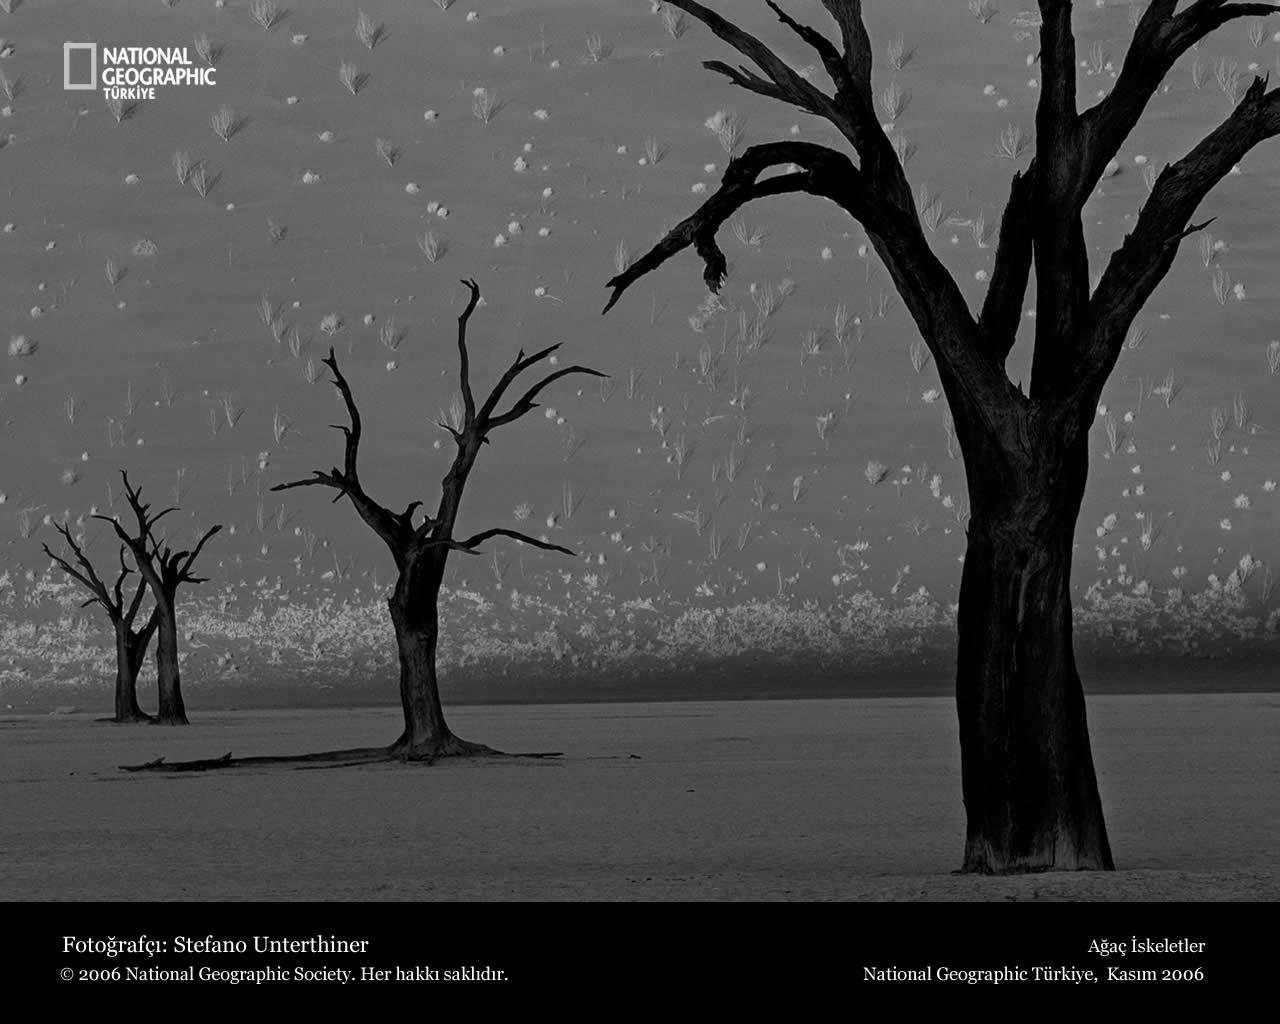 NATIONAL
GEOGRAPHIC
TÜRKİYE
Fotoğrafçı: Stefano Unterthiner
Ağaç İskeletler
© 2006 National Geographic Society. Her hakkı saklıdır.
National Geographic Türkiye, Kasım 2006